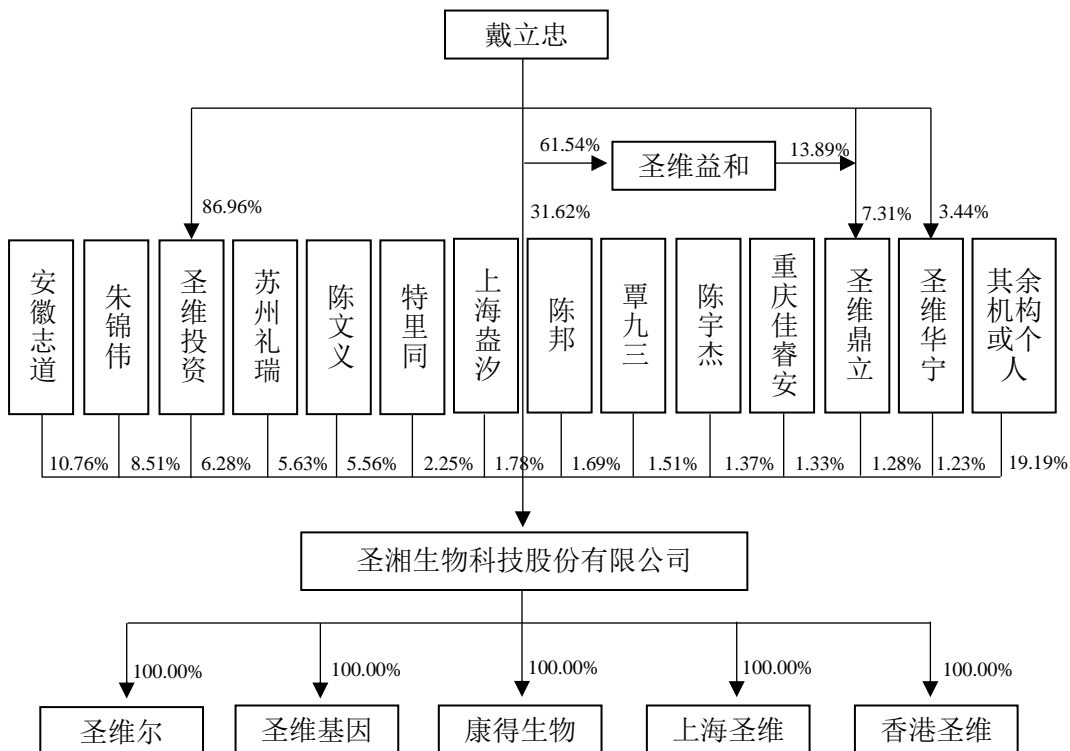 戴立忠
61.54%
圣维益和
13.89%
86.96%
31.62%
7.31%
3.44%
安徽志道
朱锦伟
圣维投资
苏州礼瑞
陈文义
特里同
上海盎汐
陈邦
覃九三
陈宇杰
重庆佳睿安
圣维鼎立
圣维华宁
其余机构或个人
10.76%
8.51%
6.28%
5.63%
5.56%
2.25%
1.78%
1.69%
1.51%
1.37%
1.33%
1.28%
1.23%
19.19%
圣湘生物科技股份有限公司
100.00%
100.00%
100.00%
100.00%
100.00%
圣维尔
圣维基因
康得生物
上海圣维
香港圣维